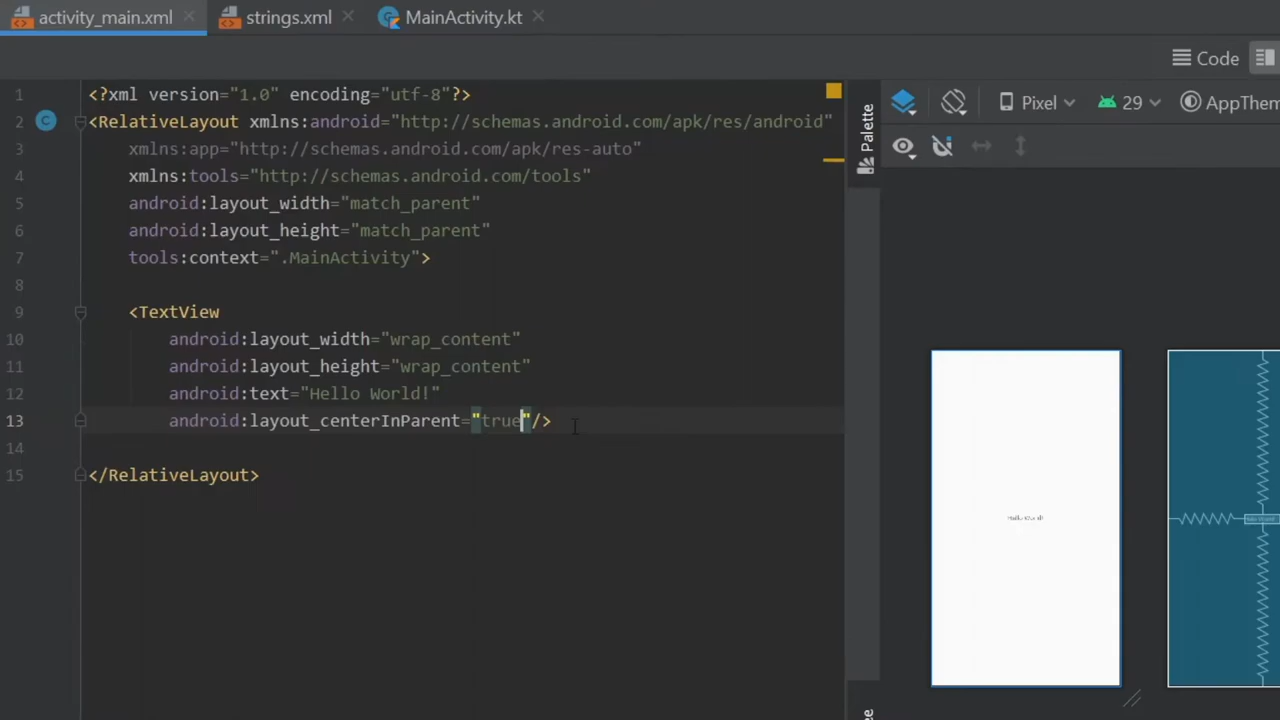 activity_main.xml
strings.xml
MainActivity.kt
Code
1 <?xml version="1.0" encoding="utf-8"?>
2 <RelativeLayout xmlns:android="http://schemas.android.com/apk/res/android"
3 xmlns:app="http://schemas.android.com/apk/res-auto"
4 xmlns:tools="http://schemas.android.com/tools"
5 android:layout_width="match_parent"
6 android:layout_height="match_parent"
7 tools:context=".MainActivity">
8
9 <TextView
10 android:layout_width="wrap_content"
11 android:layout_height="wrap_content"
12 android:text="Hello World!"
13 android:layout_centerInParent="true"/>
14
15 </RelativeLayout>
Palette
Pixel
29
AppThem
Hello World!
Hello World!